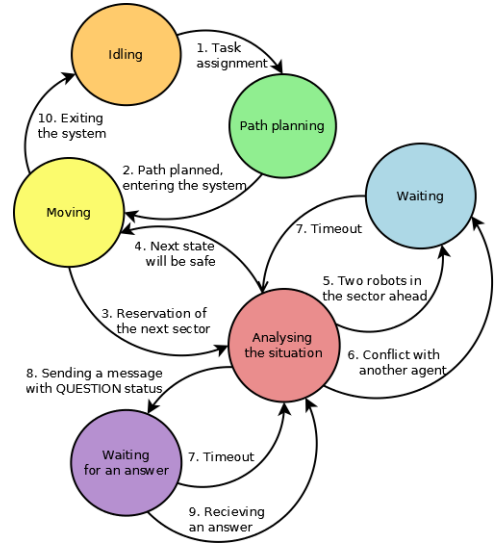 Idling
1. Task
assignment
Path planning
10. Exiting
the system
2. Path planned,
entering the system
Moving
Waiting
4. Next state
will be safe
7. Timeout
5. Two robots in
the sector ahead
3. Reservation of
the next sector
Analysing
the situation
6. Conflict with
another agent
8. Sending a message
with QUESTION status
Waiting
for an answer
7. Timeout
9. Recieving
an answer